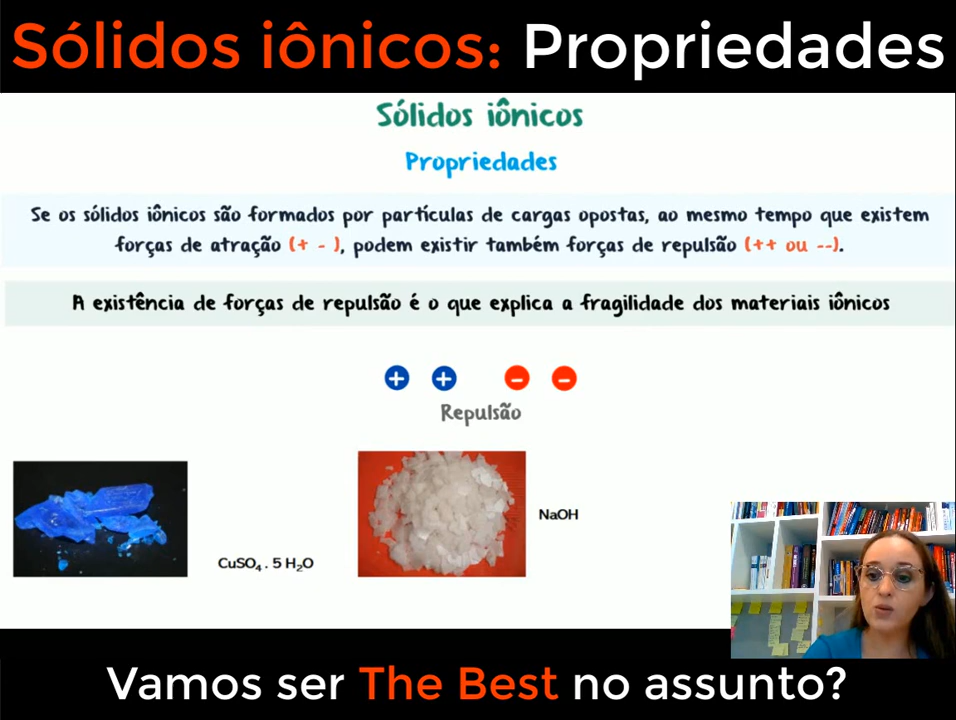 Sólidos iônicos: Propriedades
Sólidos iônicos
Propriedades
Se os sólidos iônicos são formados por partículas de cargas opostas, ao mesmo tempo que existem
forças de atração (+ - ), podem existir também forças de repulsão (++ ou --).
A existência de forças de repulsão é o que explica a fragilidade dos materiais iônicos
+ + - -
Repulsão
NaOH
CuSO₄ . 5 H₂O
Vamos ser The Best no assunto?